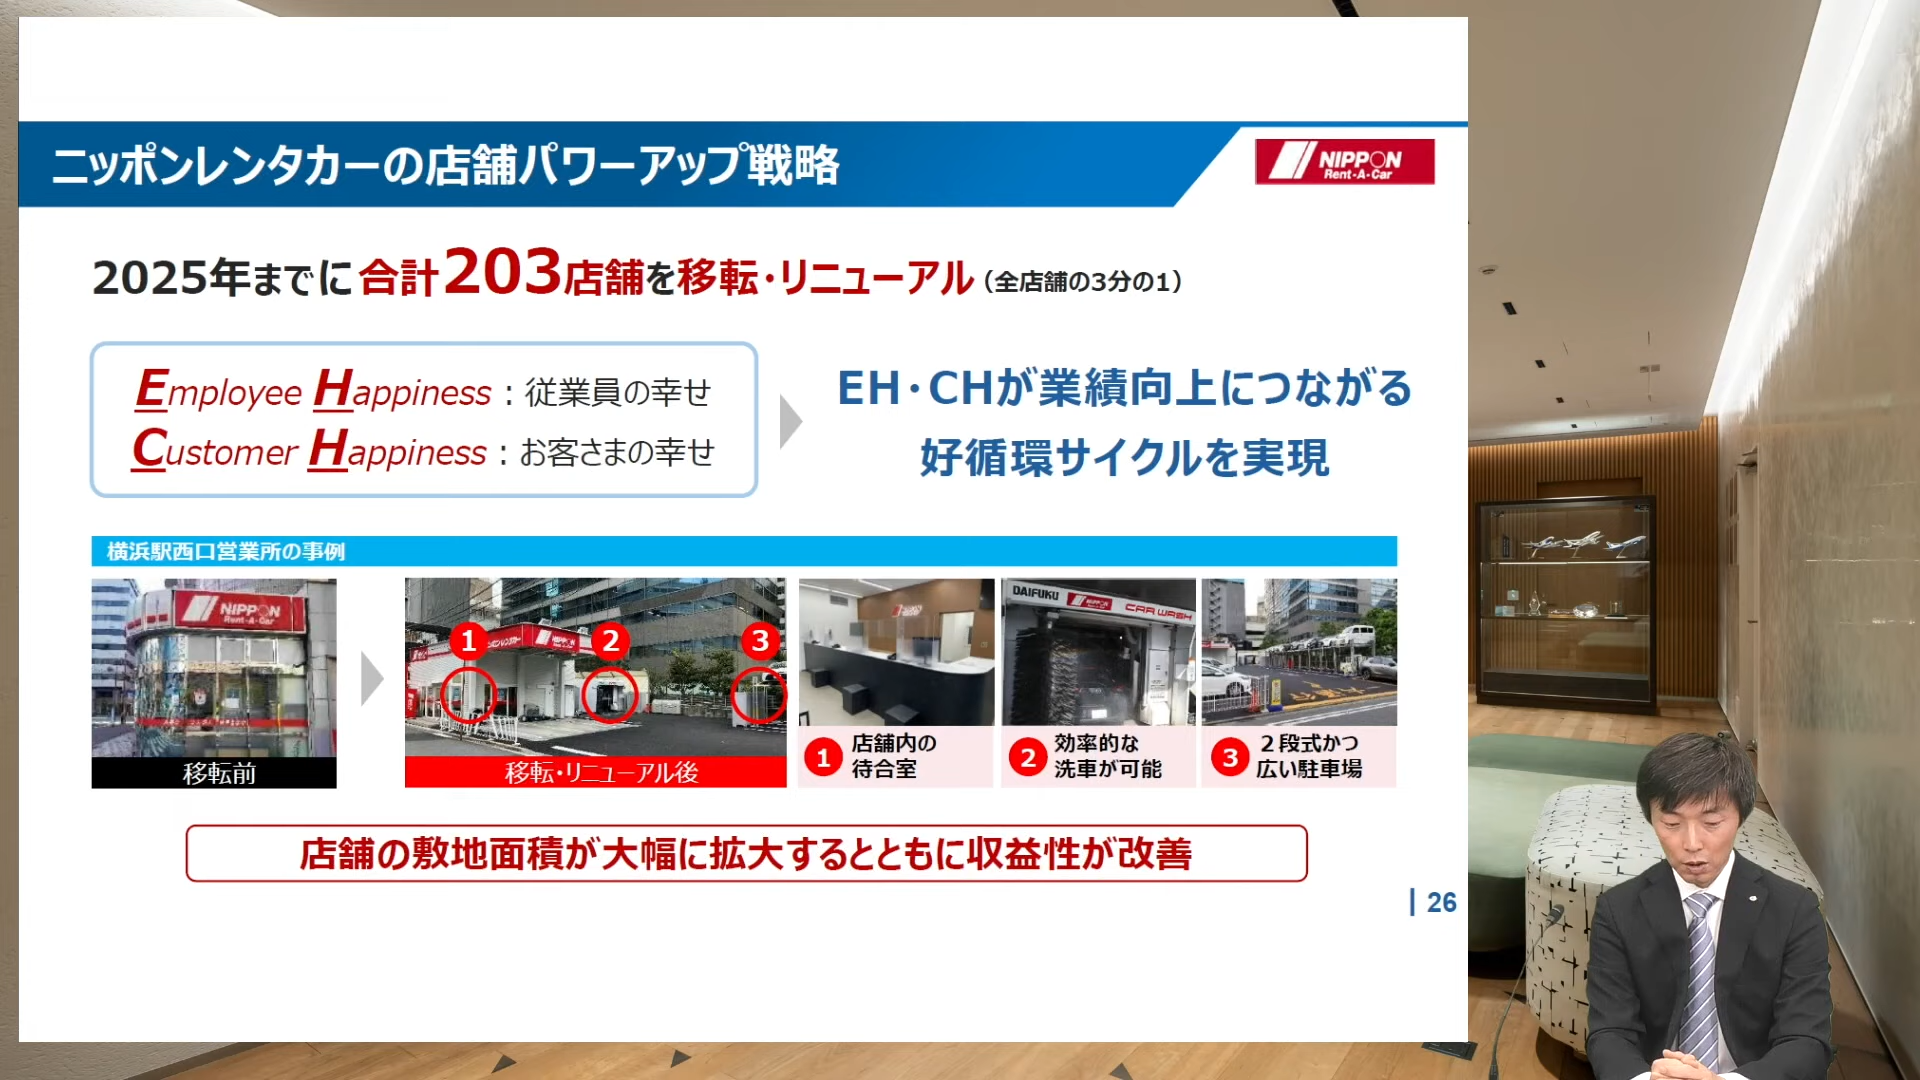 ニッポンレンタカーの店舗パワーアップ戦略
NIPPON
Rent-A-Car
2025年までに合計203店舗を移転・リニューアル（全店舗の3分の1）
Employee Happiness：従業員の幸せ
Customer Happiness：お客さまの幸せ
EH・CHが業績向上につながる
好循環サイクルを実現
横浜駅西口営業所の事例
NIPPON
Rent-A-Car
移転前
1
2
3
NIPPON
移転・リニューアル後
1 店舗内の
待合室
DAIFUKU
NIPPON
CAR WASH
2 効率的な
洗車が可能
3 ２段式かつ
広い駐車場
店舗の敷地面積が大幅に拡大するとともに収益性が改善
26